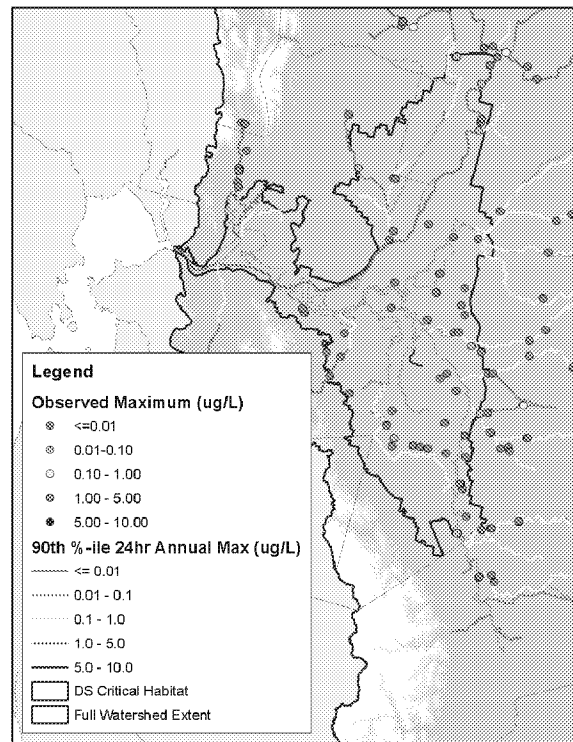 Legend
Observed Maximum (ug/L)
<=0.01
0.01-0.10
0.10 - 1.00
1.00 - 5.00
5.00 - 10.00
90th %-ile 24hr Annual Max (ug/L)
<= 0.01
0.01 - 0.1
0.1 - 1.0
1.0 - 5.0
5.0 - 10.0
DS Critical Habitat
Full Watershed Extent